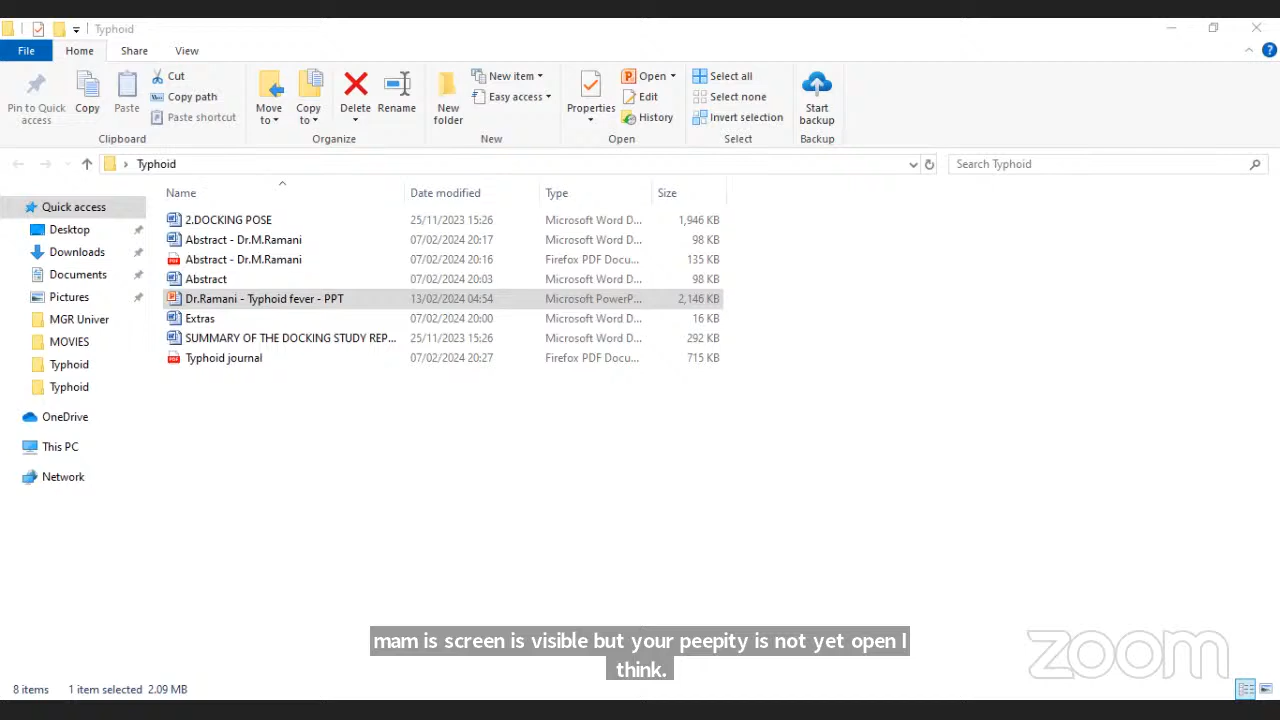 Typhoid
File Home Share View
Pin to Quick access
Copy
Paste
Cut
Copy path
Paste shortcut
Clipboard
Move to
Copy to
Delete
Rename
Organize
New folder
New item
Easy access
New
Properties
Open
Edit
History
Open
Select all
Select none
Invert selection
Select
Start backup
Backup
Typhoid
Search Typhoid
Name Date modified Type Size
Quick access
Desktop
Downloads
Documents
Pictures
MGR Univer
MOVIES
Typhoid
Typhoid
OneDrive
This PC
Network
2.DOCKING POSE 25/11/2023 15:26 Microsoft Word D... 1,946 KB
Abstract - Dr.M.Ramani 07/02/2024 20:17 Microsoft Word D... 98 KB
Abstract - Dr.M.Ramani 07/02/2024 20:16 Firefox PDF Docu... 135 KB
Abstract 07/02/2024 20:03 Microsoft Word D... 98 KB
Dr.Ramani - Typhoid fever - PPT 13/02/2024 04:54 Microsoft PowerP... 2,146 KB
Extras 07/02/2024 20:00 Microsoft Word D... 16 KB
SUMMARY OF THE DOCKING STUDY REP... 25/11/2023 15:26 Microsoft Word D... 292 KB
Typhoid journal 07/02/2024 20:27 Firefox PDF Docu... 715 KB
mam is screen is visible but your peepity is not yet open I
think.
zoom
8 items 1 item selected 2.09 MB